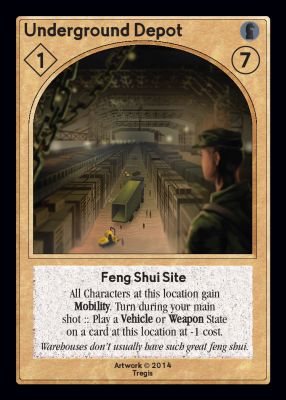 Underground Depot
1
7
Feng Shui Site
All Characters at this location gain
Mobility. Turn during your main
shot :: Play a Vehicle or Weapon State
on a card at this location at -1 cost.
Warehouses don't usually have such great feng shui.
Artwork © 2014
Tregis